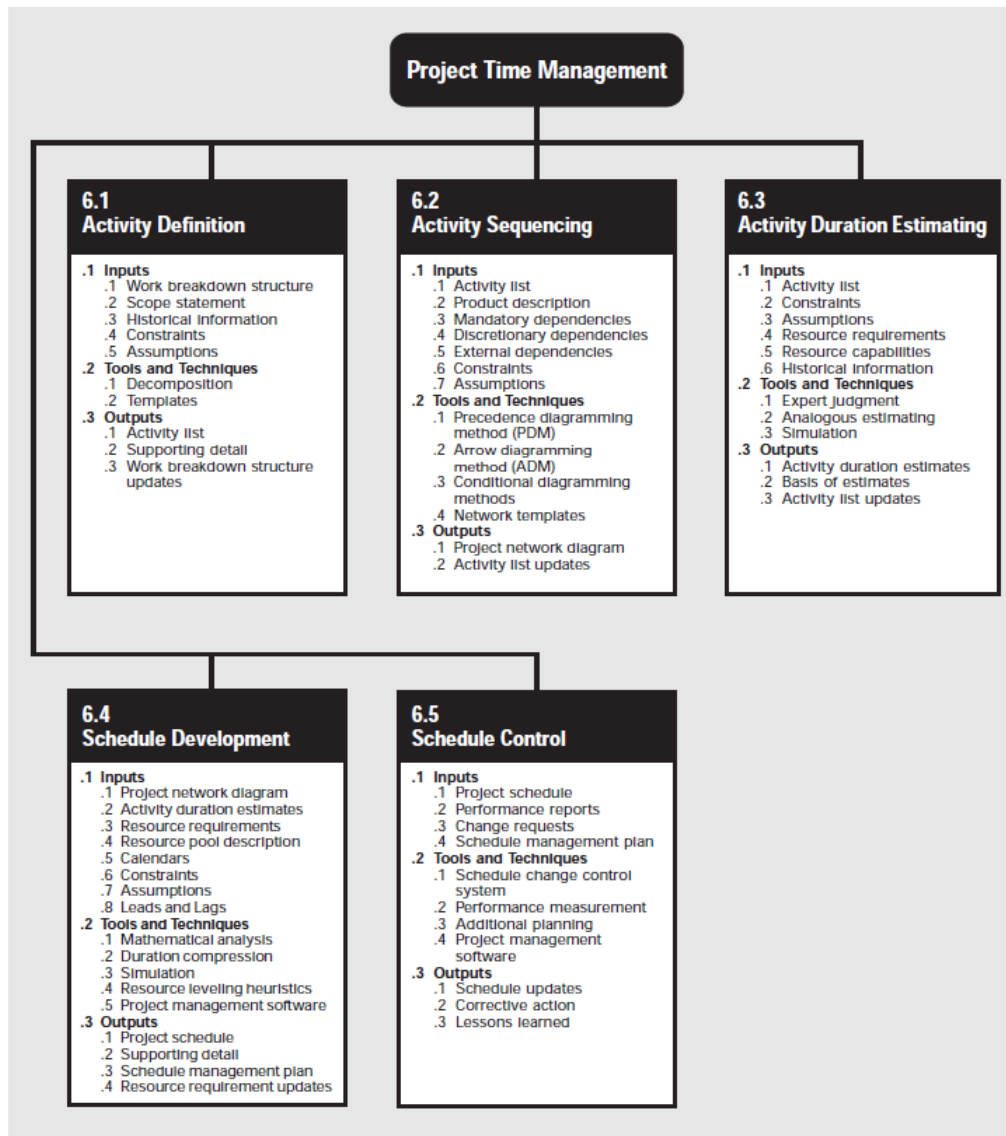 Project Time Management
6.1
Activity Definition
.1 Inputs
.1 Work breakdown structure
.2 Scope statement
.3 Historical information
.4 Constraints
.5 Assumptions
.2 Tools and Techniques
.1 Decomposition
.2 Templates
.3 Outputs
.1 Activity list
.2 Supporting detail
.3 Work breakdown structure
updates
6.2
Activity Sequencing
.1 Inputs
.1 Activity list
.2 Product description
.3 Mandatory dependencies
.4 Discretionary dependencies
.5 External dependencies
.6 Constraints
.7 Assumptions
.2 Tools and Techniques
.1 Precedence diagramming
method (PDM)
.2 Arrow diagramming
method (ADM)
.3 Conditional diagramming
methods
.4 Network templates
.3 Outputs
.1 Project network diagram
.2 Activity list updates
6.3
Activity Duration Estimating
.1 Inputs
.1 Activity list
.2 Constraints
.3 Assumptions
.4 Resource requirements
.5 Resource capabilities
.6 Historical information
.2 Tools and Techniques
.1 Expert judgment
.2 Analogous estimating
.3 Simulation
.3 Outputs
.1 Activity duration estimates
.2 Basis of estimates
.3 Activity list updates
6.4
Schedule Development
.1 Inputs
.1 Project network diagram
.2 Activity duration estimates
.3 Resource requirements
.4 Resource pool description
.5 Calendars
.6 Constraints
.7 Assumptions
.8 Leads and Lags
.2 Tools and Techniques
.1 Mathematical analysis
.2 Duration compression
.3 Simulation
.4 Resource leveling heuristics
.5 Project management software
.3 Outputs
.1 Project schedule
.2 Supporting detail
.3 Schedule management plan
.4 Resource requirement updates
6.5
Schedule Control
.1 Inputs
.1 Project schedule
.2 Performance reports
.3 Change requests
.4 Schedule management plan
.2 Tools and Techniques
.1 Schedule change control
system
.2 Performance measurement
.3 Additional planning
.4 Project management
software
.3 Outputs
.1 Schedule updates
.2 Corrective action
.3 Lessons learned